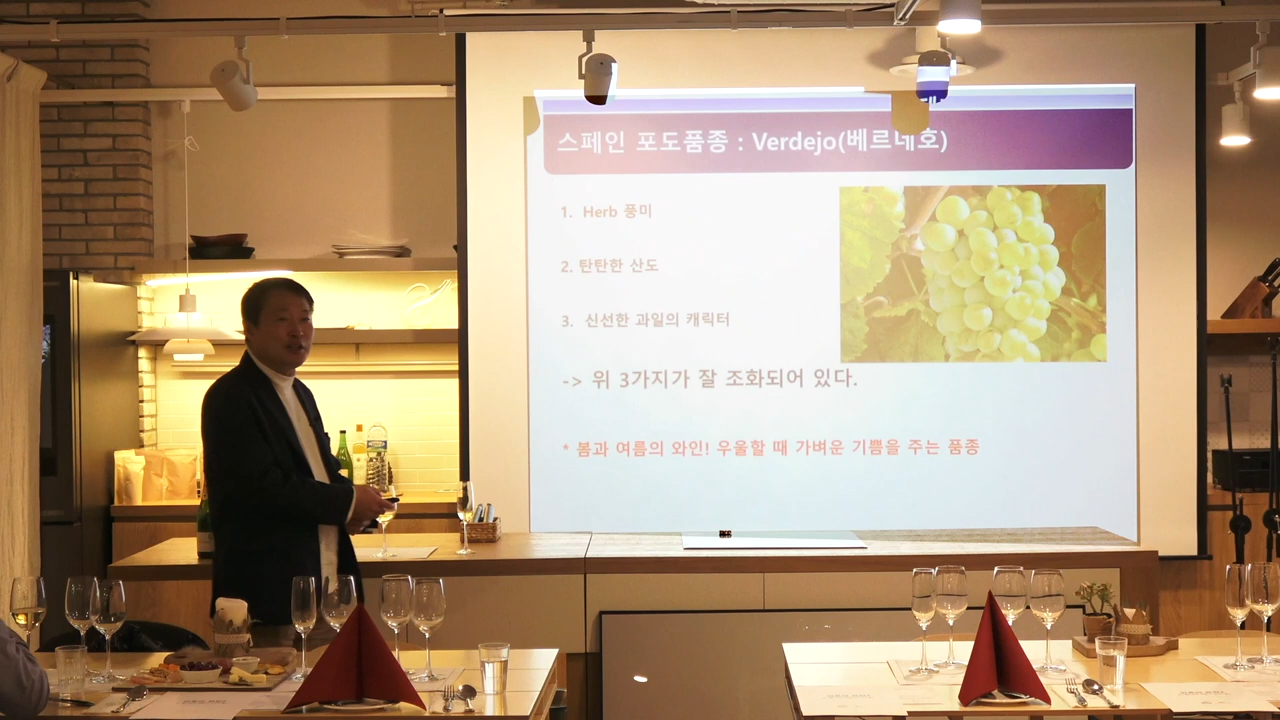 스페인 포도품종 : Verdejo(베르데호)
1. Herb 풍미
2. 탄탄한 산도
3. 신선한 과일의 캐릭터
-> 위 3가지가 잘 조화되어 있다.
* 봄과 여름의 와인! 우울할 때 가벼운 기쁨을 주는 품종